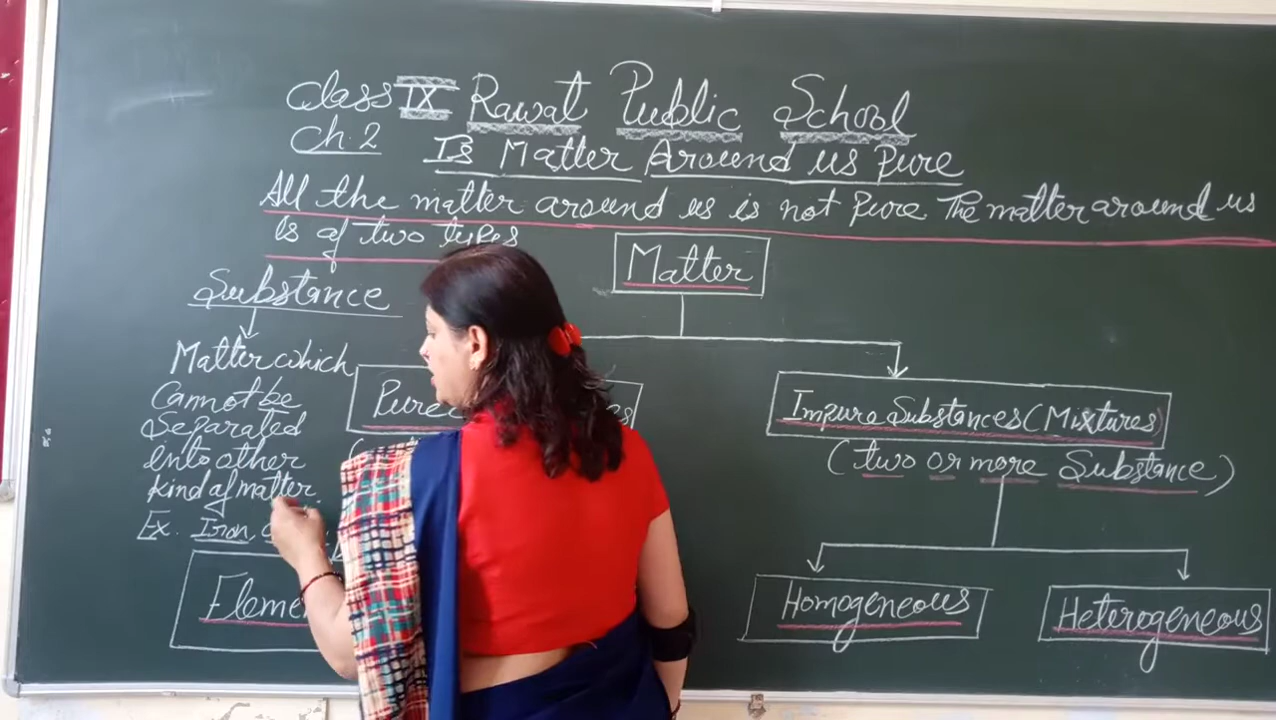 Class IX Rawat Public School
Ch. 2 Is Matter Around us Pure
All the matter around us is not Pure. The matter around us
is of two types
Matter
Substance
Matter which
Cannot be
Separated
into other
kind of matter.
Ex. Iron,
Pure
Impure Substances (Mixtures)
(two or more Substance)
Homogeneous
Heterogeneous